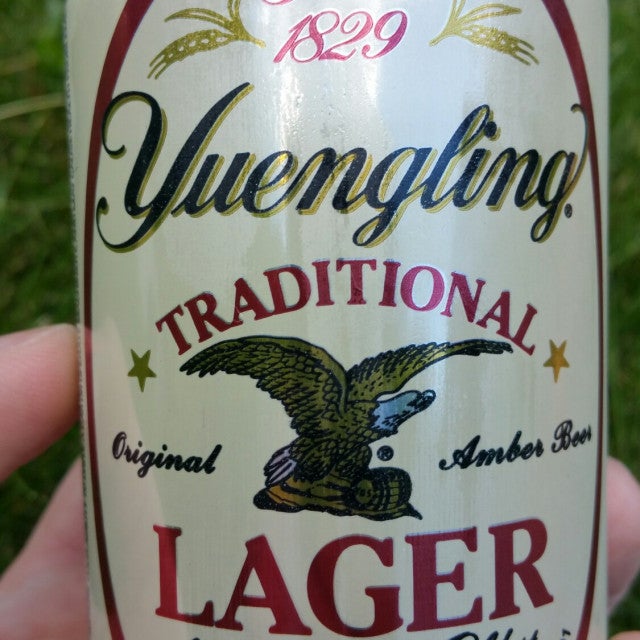 1829
Yuengling®
TRADITIONAL
Original Amber Beer
®
LAGER